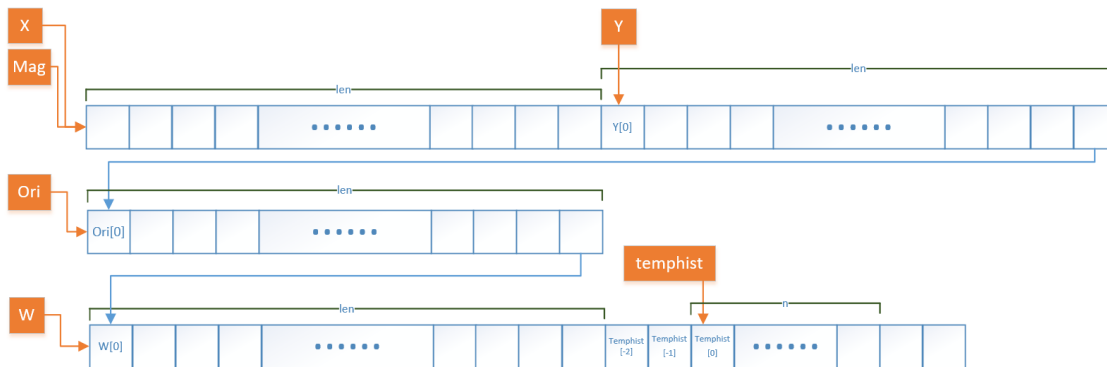 X
Y
Mag
len
len
......
Y[0]
......
Ori
len
Ori[0]
......
temphist
W
len
n
W[0]
......
Temphist
[-2]
Temphist
[-1]
Temphist
[0]
......